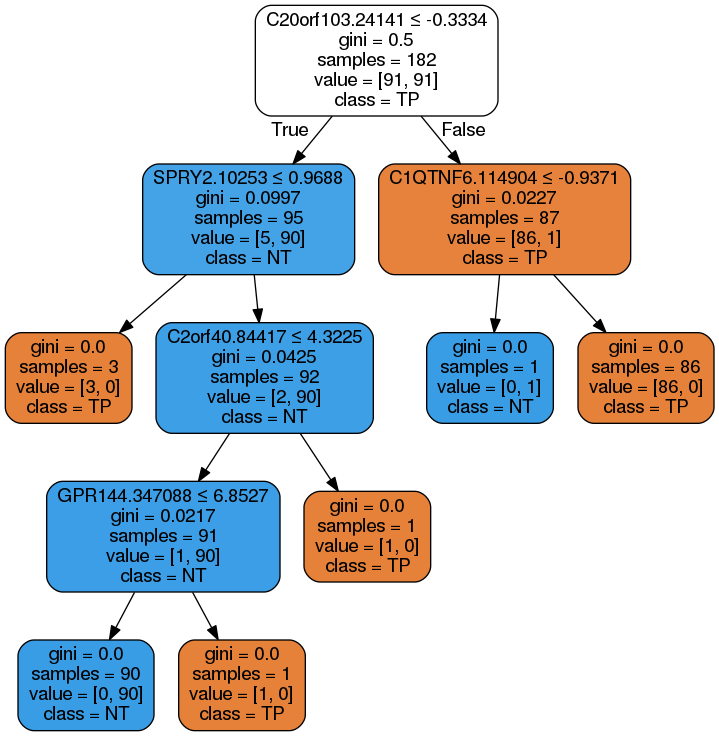 C20orf103.24141 ≤ -0.3334
gini = 0.5
samples = 182
value = [91, 91]
class = TP
True
False
SPRY2.10253 ≤ 0.9688
gini = 0.0997
samples = 95
value = [5, 90]
class = NT
C1QTNF6.114904 ≤ -0.9371
gini = 0.0227
samples = 87
value = [86, 1]
class = TP
gini = 0.0
samples = 3
value = [3, 0]
class = TP
C2orf40.84417 ≤ 4.3225
gini = 0.0425
samples = 92
value = [2, 90]
class = NT
gini = 0.0
samples = 1
value = [0, 1]
class = NT
gini = 0.0
samples = 86
value = [86, 0]
class = TP
GPR144.347088 ≤ 6.8527
gini = 0.0217
samples = 91
value = [1, 90]
class = NT
gini = 0.0
samples = 1
value = [1, 0]
class = TP
gini = 0.0
samples = 90
value = [0, 90]
class = NT
gini = 0.0
samples = 1
value = [1, 0]
class = TP